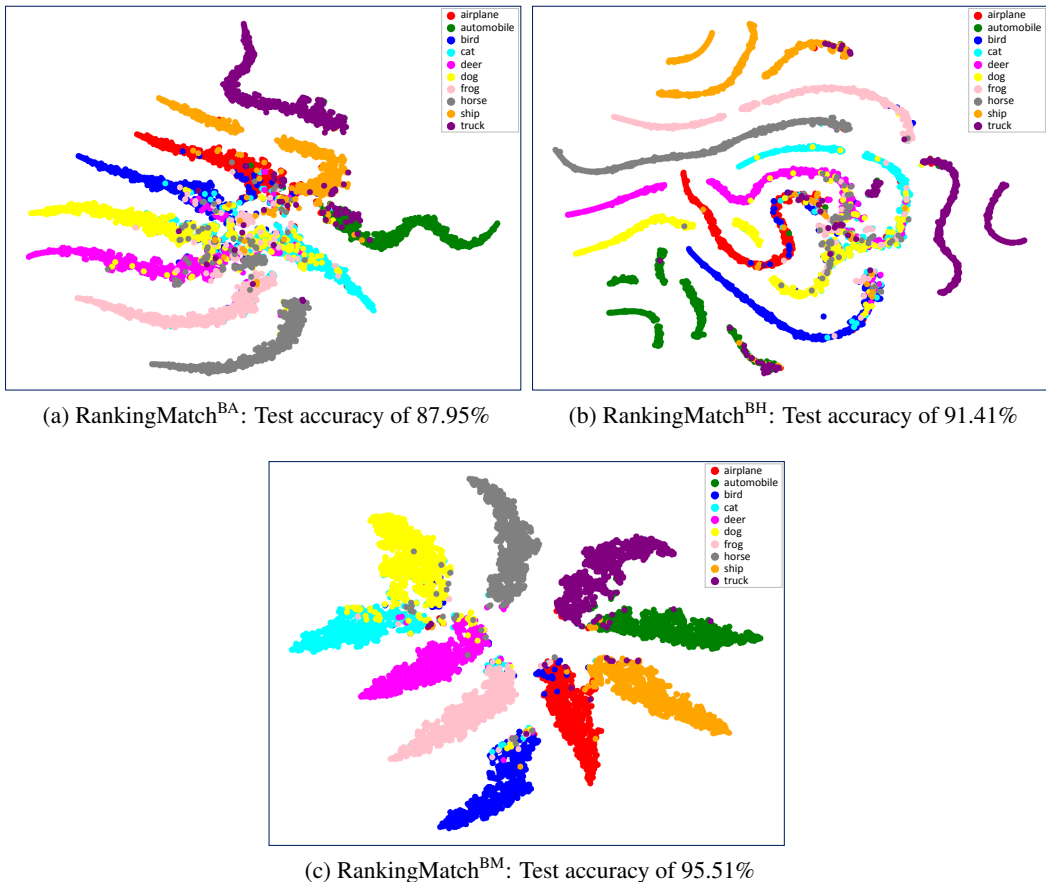 airplane
automobile
bird
cat
deer
dog
frog
horse
ship
truck
airplane
automobile
bird
cat
deer
dog
frog
horse
ship
truck
(a) RankingMatchBA: Test accuracy of 87.95%
(b) RankingMatchBH: Test accuracy of 91.41%
airplane
automobile
bird
cat
deer
dog
frog
horse
ship
truck
(c) RankingMatchBM: Test accuracy of 95.51%